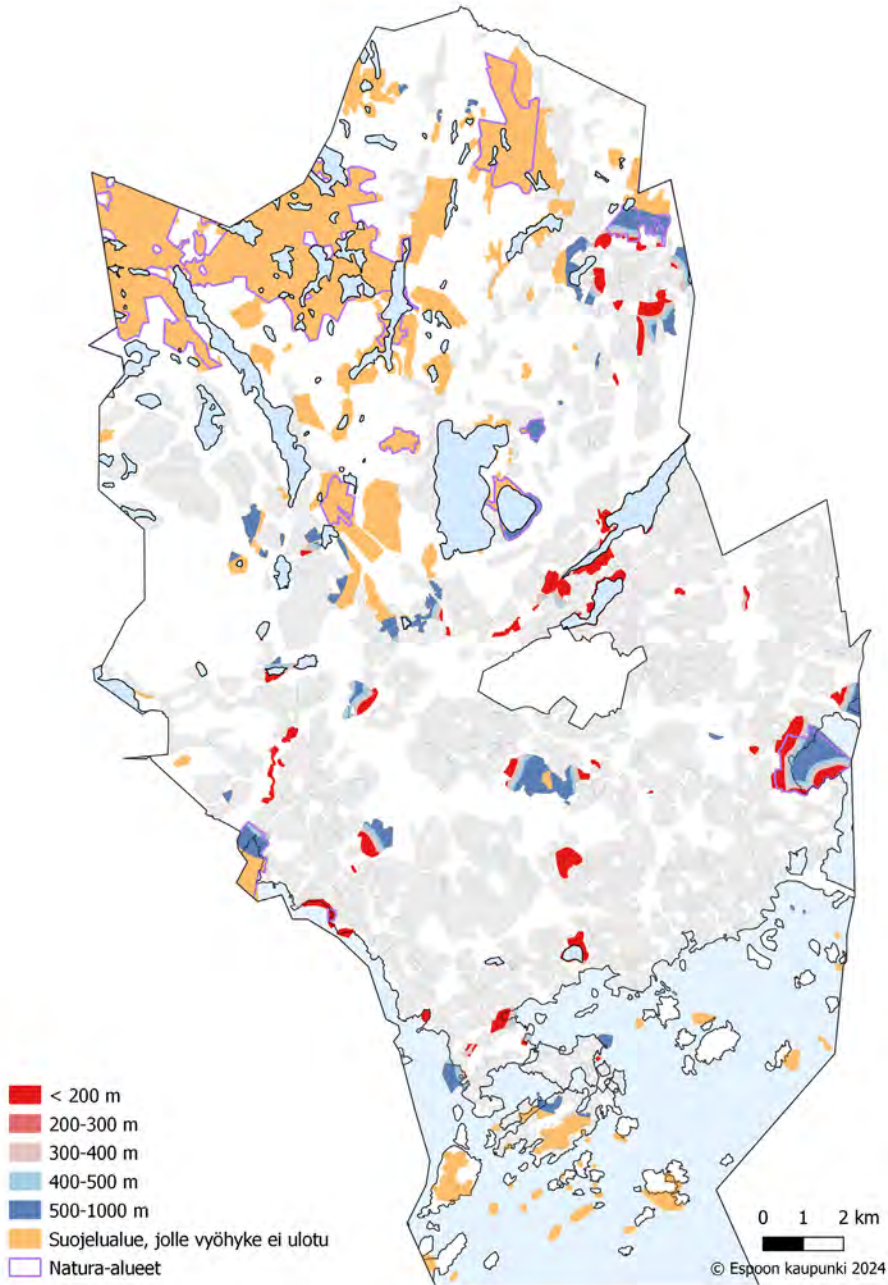 < 200 m
200-300 m
300-400 m
400-500 m
500-1000 m
Suojelualue, jolle vyöhyke ei ulotu
Natura-alueet
0 1 2 km
© Espoon kaupunki 2024